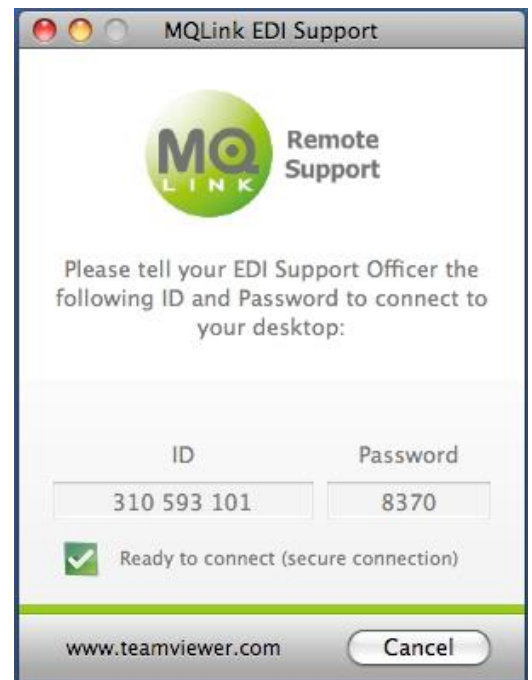 MQLink EDI Support
MQ
LINK
Remote
Support
Please tell your EDI Support Officer the
following ID and Password to connect to
your desktop:
ID Password
310 593 101 8370
Ready to connect (secure connection)
www.teamviewer.com Cancel